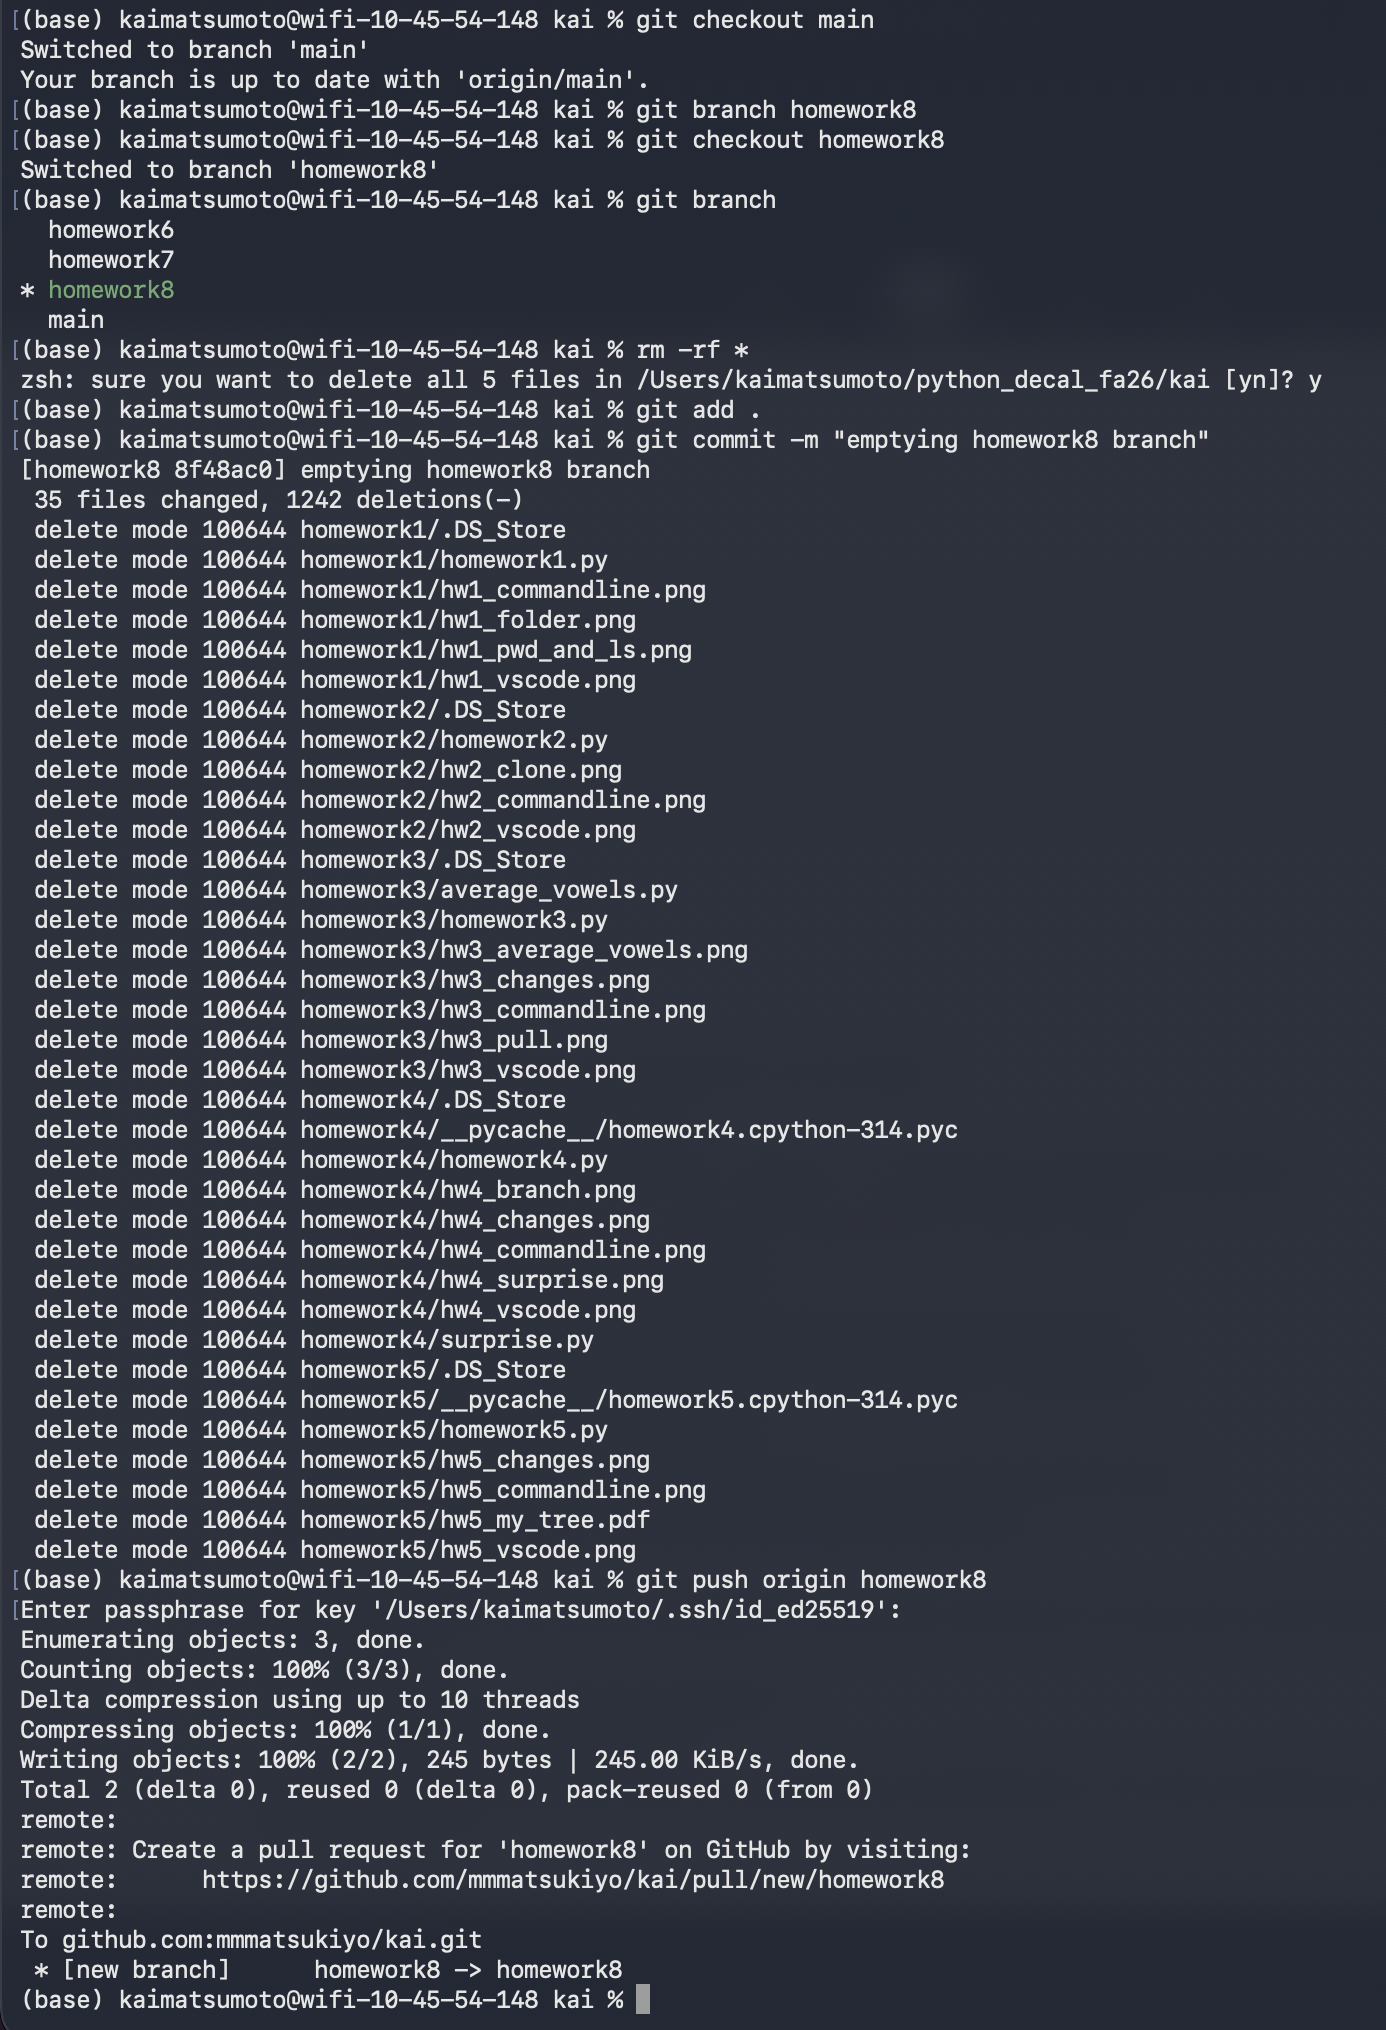 [(base) kaimatsumoto@wifi-10-45-54-148 kai % git checkout main
Switched to branch 'main'
Your branch is up to date with 'origin/main'.
[(base) kaimatsumoto@wifi-10-45-54-148 kai % git branch homework8
[(base) kaimatsumoto@wifi-10-45-54-148 kai % git checkout homework8
Switched to branch 'homework8'
[(base) kaimatsumoto@wifi-10-45-54-148 kai % git branch
  homework6
  homework7
* homework8
  main
[(base) kaimatsumoto@wifi-10-45-54-148 kai % rm -rf *
zsh: sure you want to delete all 5 files in /Users/kaimatsumoto/python_decal_fa26/kai [yn]? y
[(base) kaimatsumoto@wifi-10-45-54-148 kai % git add .
[(base) kaimatsumoto@wifi-10-45-54-148 kai % git commit -m "emptying homework8 branch"
[homework8 8f48ac0] emptying homework8 branch
 35 files changed, 1242 deletions(-)
 delete mode 100644 homework1/.DS_Store
 delete mode 100644 homework1/homework1.py
 delete mode 100644 homework1/hw1_commandline.png
 delete mode 100644 homework1/hw1_folder.png
 delete mode 100644 homework1/hw1_pwd_and_ls.png
 delete mode 100644 homework1/hw1_vscode.png
 delete mode 100644 homework2/.DS_Store
 delete mode 100644 homework2/homework2.py
 delete mode 100644 homework2/hw2_clone.png
 delete mode 100644 homework2/hw2_commandline.png
 delete mode 100644 homework2/hw2_vscode.png
 delete mode 100644 homework3/.DS_Store
 delete mode 100644 homework3/average_vowels.py
 delete mode 100644 homework3/homework3.py
 delete mode 100644 homework3/hw3_average_vowels.png
 delete mode 100644 homework3/hw3_changes.png
 delete mode 100644 homework3/hw3_commandline.png
 delete mode 100644 homework3/hw3_pull.png
 delete mode 100644 homework3/hw3_vscode.png
 delete mode 100644 homework4/.DS_Store
 delete mode 100644 homework4/__pycache__/homework4.cpython-314.pyc
 delete mode 100644 homework4/homework4.py
 delete mode 100644 homework4/hw4_branch.png
 delete mode 100644 homework4/hw4_changes.png
 delete mode 100644 homework4/hw4_commandline.png
 delete mode 100644 homework4/hw4_surprise.png
 delete mode 100644 homework4/hw4_vscode.png
 delete mode 100644 homework4/surprise.py
 delete mode 100644 homework5/.DS_Store
 delete mode 100644 homework5/__pycache__/homework5.cpython-314.pyc
 delete mode 100644 homework5/homework5.py
 delete mode 100644 homework5/hw5_changes.png
 delete mode 100644 homework5/hw5_commandline.png
 delete mode 100644 homework5/hw5_my_tree.pdf
 delete mode 100644 homework5/hw5_vscode.png
[(base) kaimatsumoto@wifi-10-45-54-148 kai % git push origin homework8
[Enter passphrase for key '/Users/kaimatsumoto/.ssh/id_ed25519':
Enumerating objects: 3, done.
Counting objects: 100% (3/3), done.
Delta compression using up to 10 threads
Compressing objects: 100% (1/1), done.
Writing objects: 100% (2/2), 245 bytes | 245.00 KiB/s, done.
Total 2 (delta 0), reused 0 (delta 0), pack-reused 0 (from 0)
remote:
remote: Create a pull request for 'homework8' on GitHub by visiting:
remote:      https://github.com/mmmatsukiyo/kai/pull/new/homework8
remote:
To github.com:mmmatsukiyo/kai.git
 * [new branch]      homework8 -> homework8
(base) kaimatsumoto@wifi-10-45-54-148 kai %